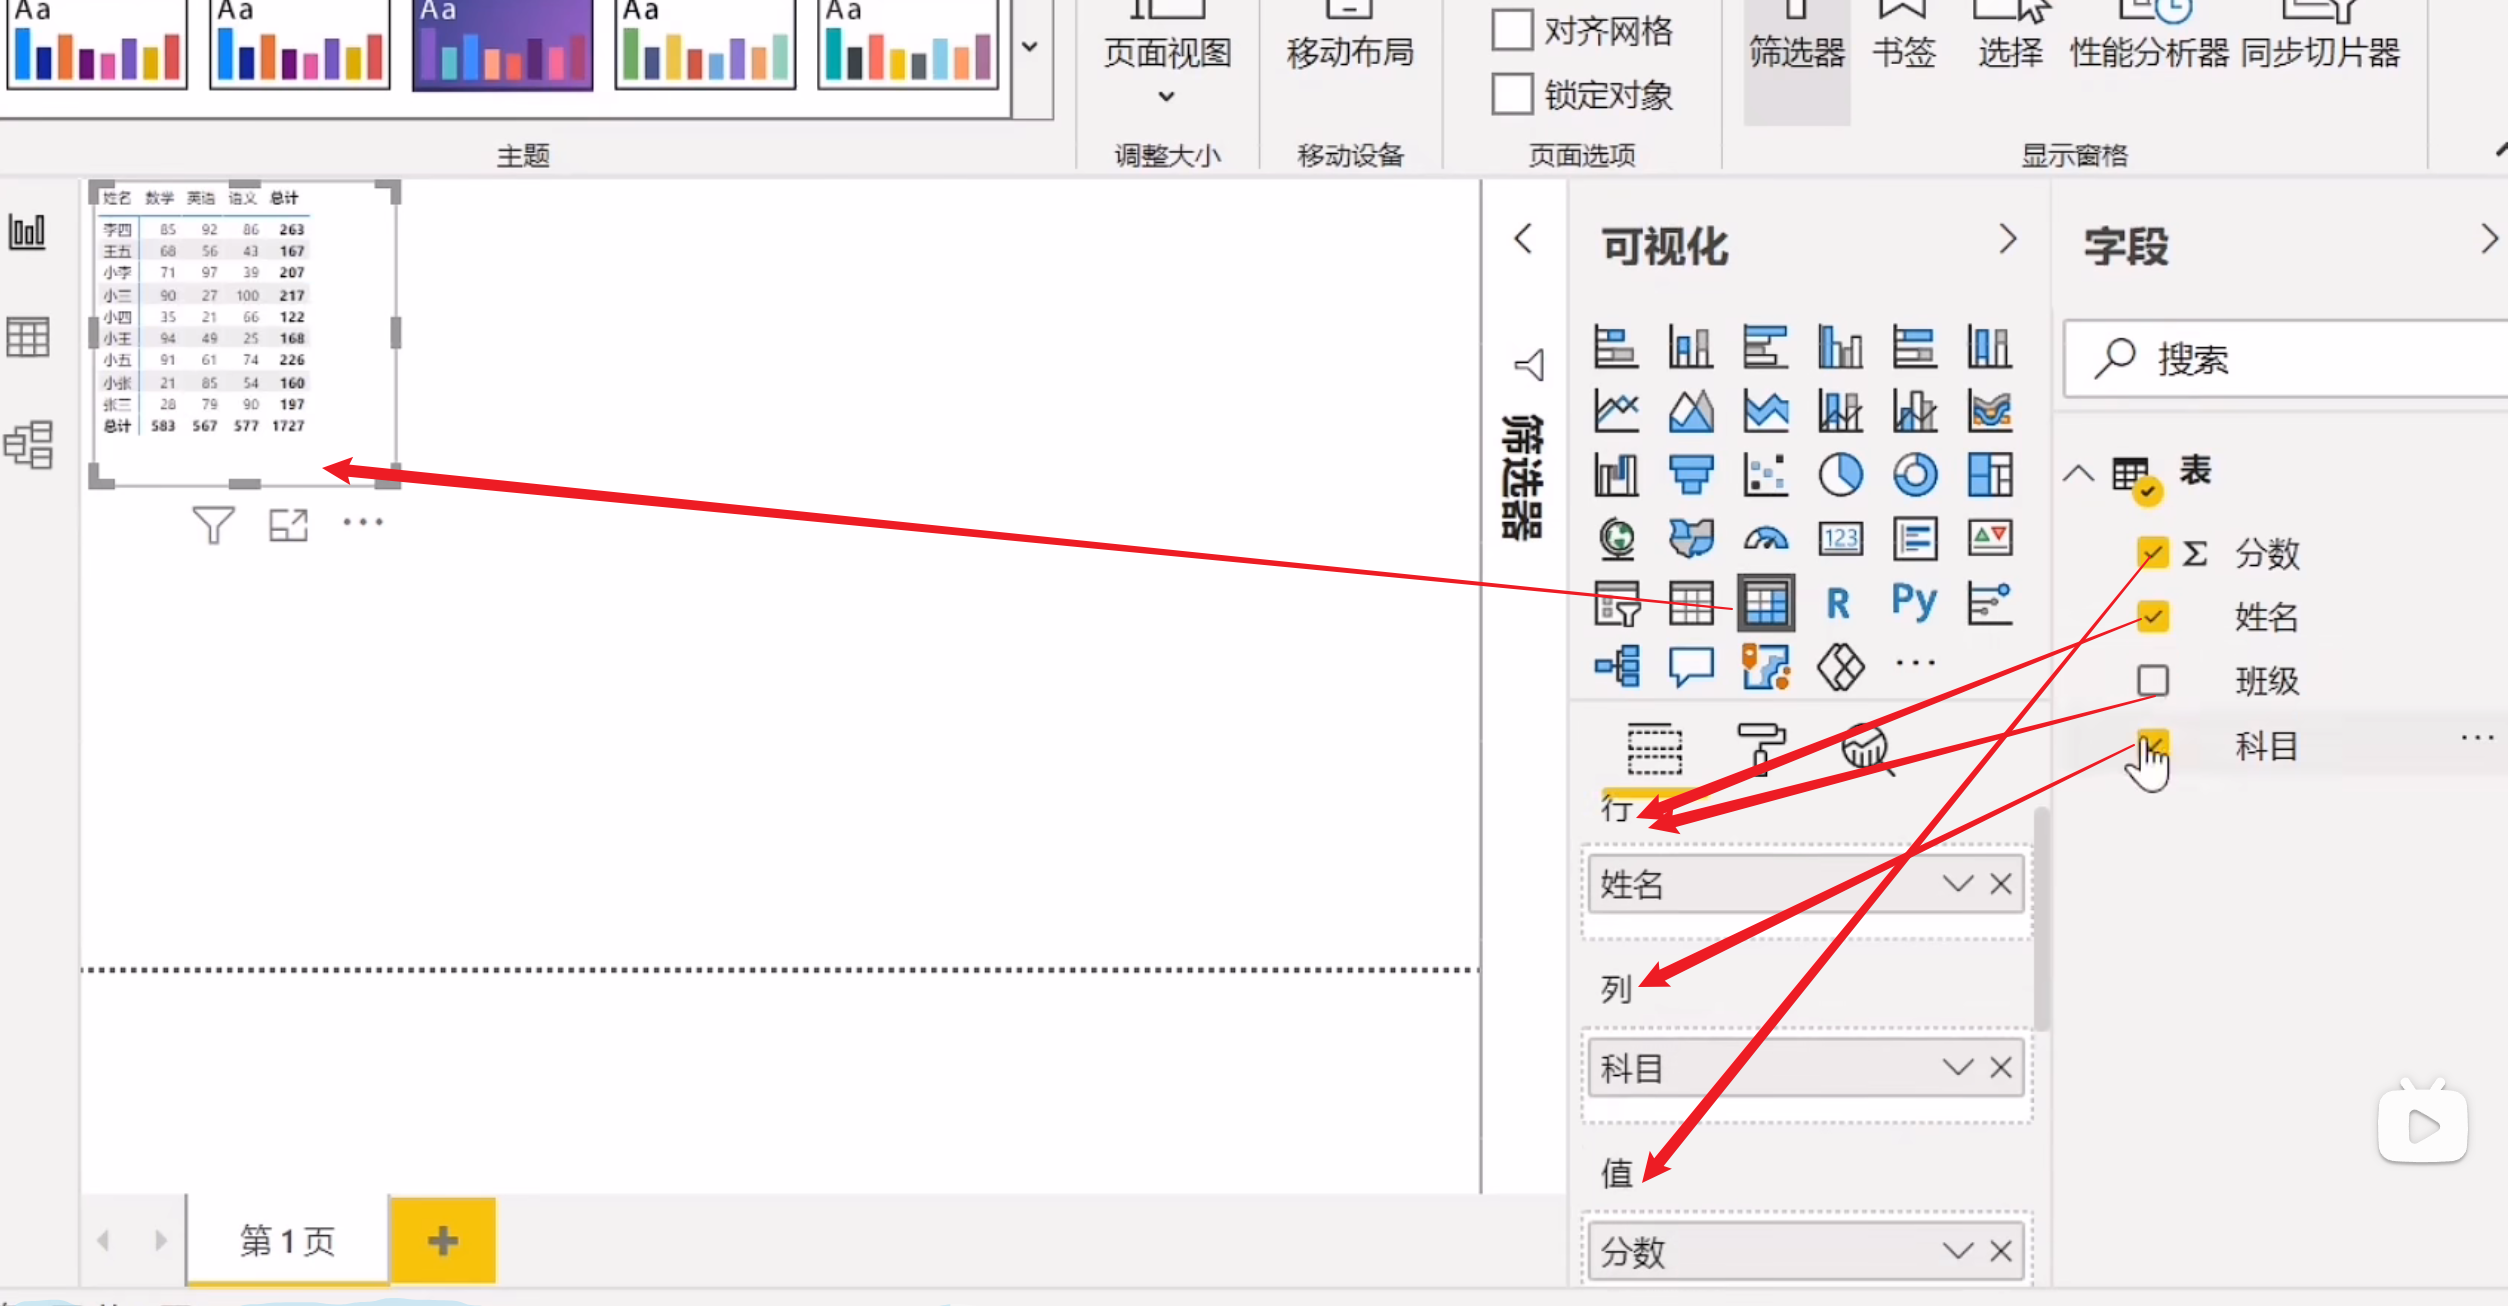 Aa Aa Aa Aa Aa
页面视图
移动布局
对齐网格
锁定对象
筛选器 书签 选择 性能分析器 同步切片器
主题 调整大小 移动设备 页面选项 显示窗格
姓名 数学 英语 语文 总计
李四 85 92 86 263
王五 68 56 43 167
小李 71 97 39 207
小三 90 27 100 217
小四 35 21 66 122
小王 94 49 25 168
小五 91 61 74 226
小张 21 85 54 160
张三 28 79 90 197
总计 583 567 577 1727
筛选器
可视化
123
R Py
行
姓名
列
科目
值
分数
字段
搜索
表
Σ 分数
姓名
班级
科目
第 1 页